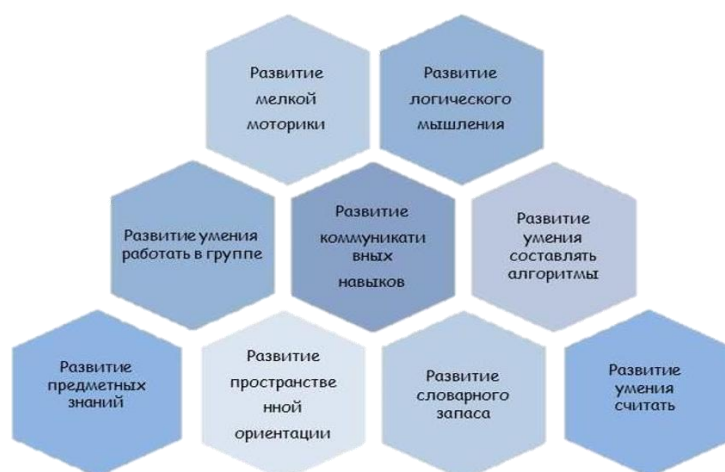 Развитие
мелкой
моторики
Развитие
логического
мышления
Развитие умения
работать в группе
Развитие
коммуникати
вных
навыков
Развитие
умения
составлять
алгоритмы
Развитие
предметных
знаний
Развитие
пространстве
нной
ориентации
Развитие
словарного
запаса
Развитие
умения
считать